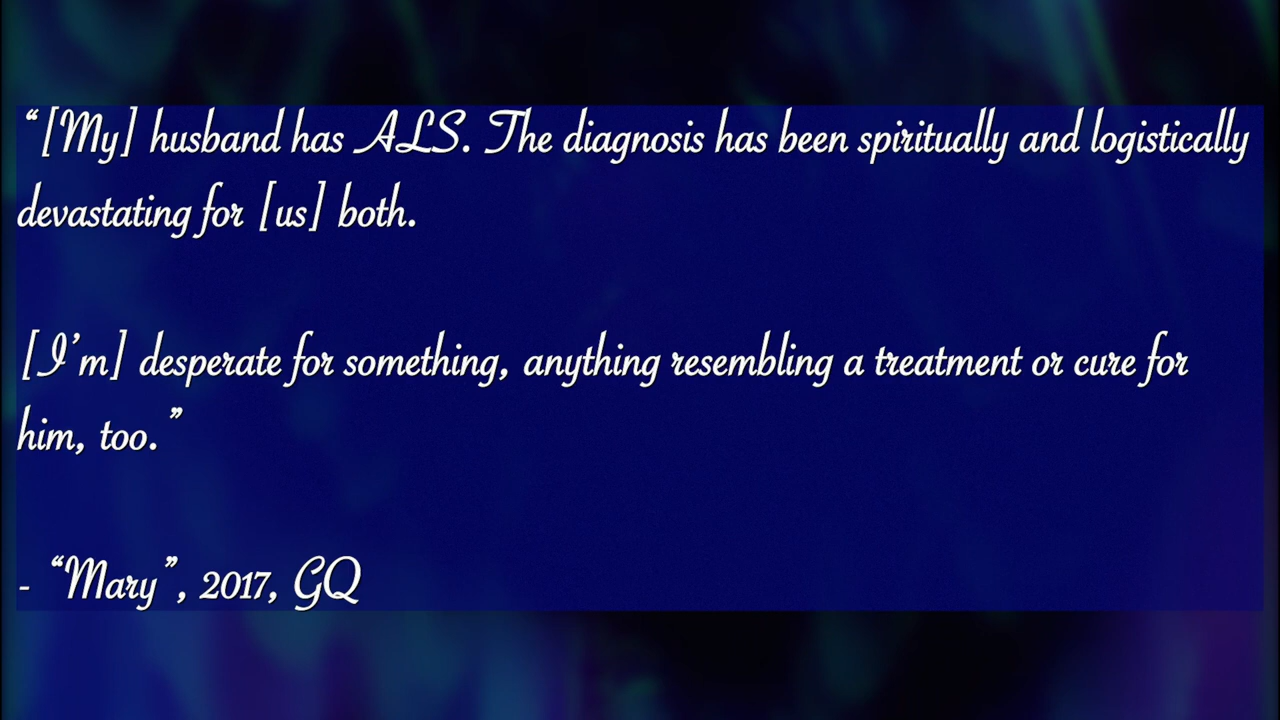 “[My] husband has ALS. The diagnosis has been spiritually and logistically
devastating for [us] both.
[I’m] desperate for something, anything resembling a treatment or cure for
him, too.”
- “Mary”, 2017, GQ